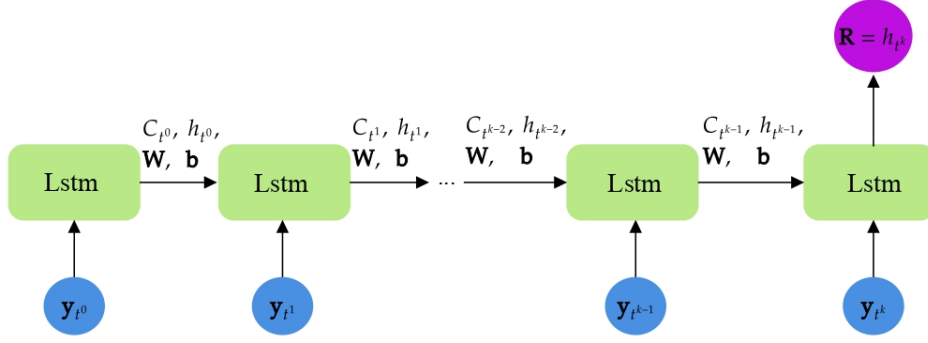 R = h_{t^k}
C_{t^0}, h_{t^0},
W, b
C_{t^1}, h_{t^1},
W, b
C_{t^{k-2}}, h_{t^{k-2}},
W, b
C_{t^{k-1}}, h_{t^{k-1}},
W, b
Lstm
Lstm
...
Lstm
Lstm
y_{t^0}
y_{t^1}
y_{t^{k-1}}
y_{t^k}